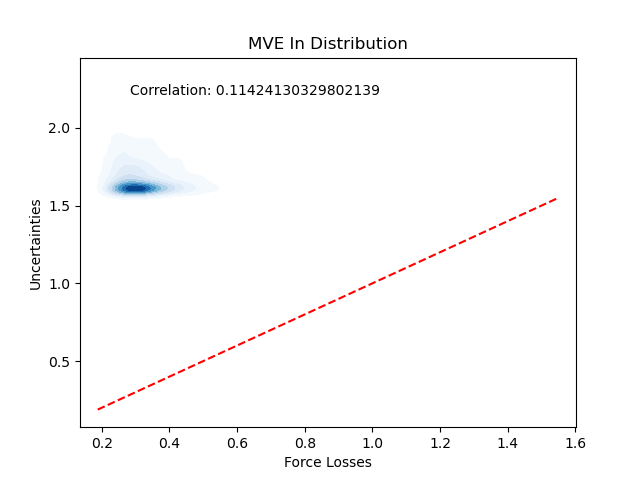 MVE In Distribution
Correlation: 0.11424130329802139
2.0
1.5
1.0
0.5
Uncertainties
0.2 0.4 0.6 0.8 1.0 1.2 1.4 1.6
Force Losses